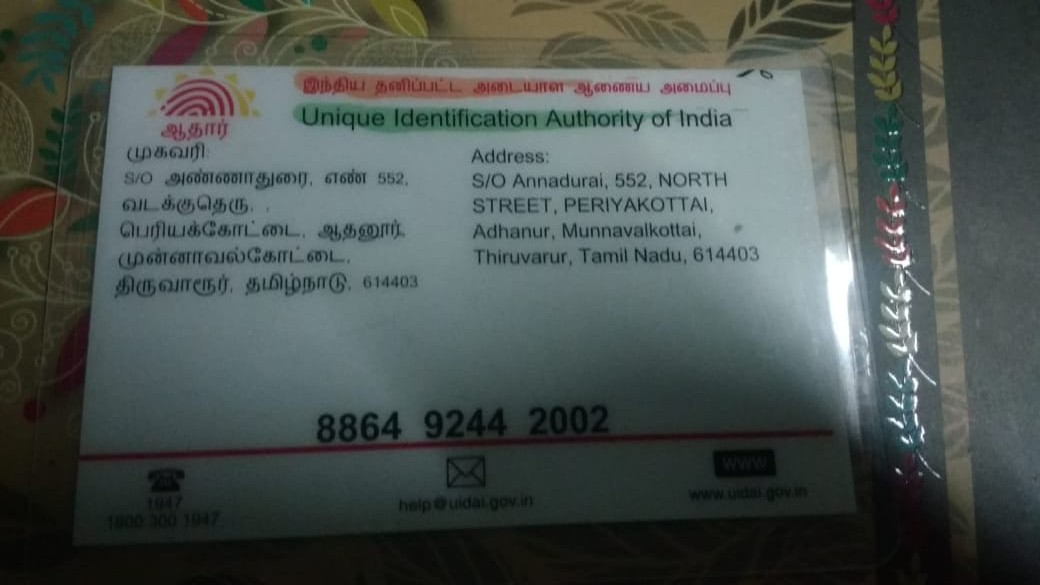 இந்திய தனிப்பட்ட அடையாள ஆணைய அமைப்பு
Unique Identification Authority of India
ஆதார்
முகவரி:
S/O அண்ணாதுரை, எண் 552,
வடக்குதெரு, ,
பெரியக்கோட்டை, ஆதனூர்,
முன்னாவல்கோட்டை,
திருவாரூர், தமிழ்நாடு, 614403
Address:
S/O Annadurai, 552, NORTH
STREET, PERIYAKOTTAI,
Adhanur, Munnavalkottai,
Thiruvarur, Tamil Nadu, 614403
8864 9244 2002
1947
1800 300 1947
help@uidai.gov.in
WWW
www.uidai.gov.in